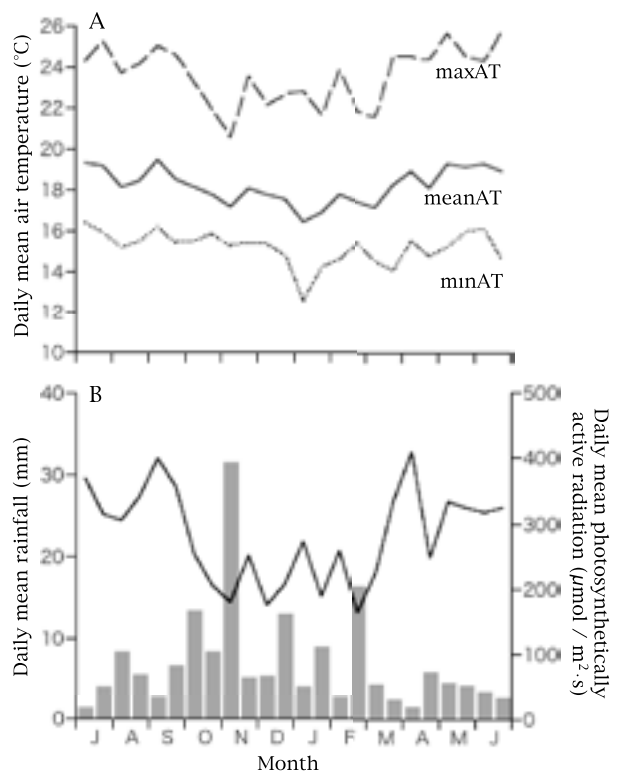 A
Daily mean air temperature (°C)
26
24
22
20
18
16
14
12
10
maxAT
meanAT
minAT
B
Daily mean rainfall (mm)
40
30
20
10
0
500
400
300
200
100
0
Daily mean photosynthetically
active radiation (μmol / m²·s)
J A S O N D J F M A M J
Month